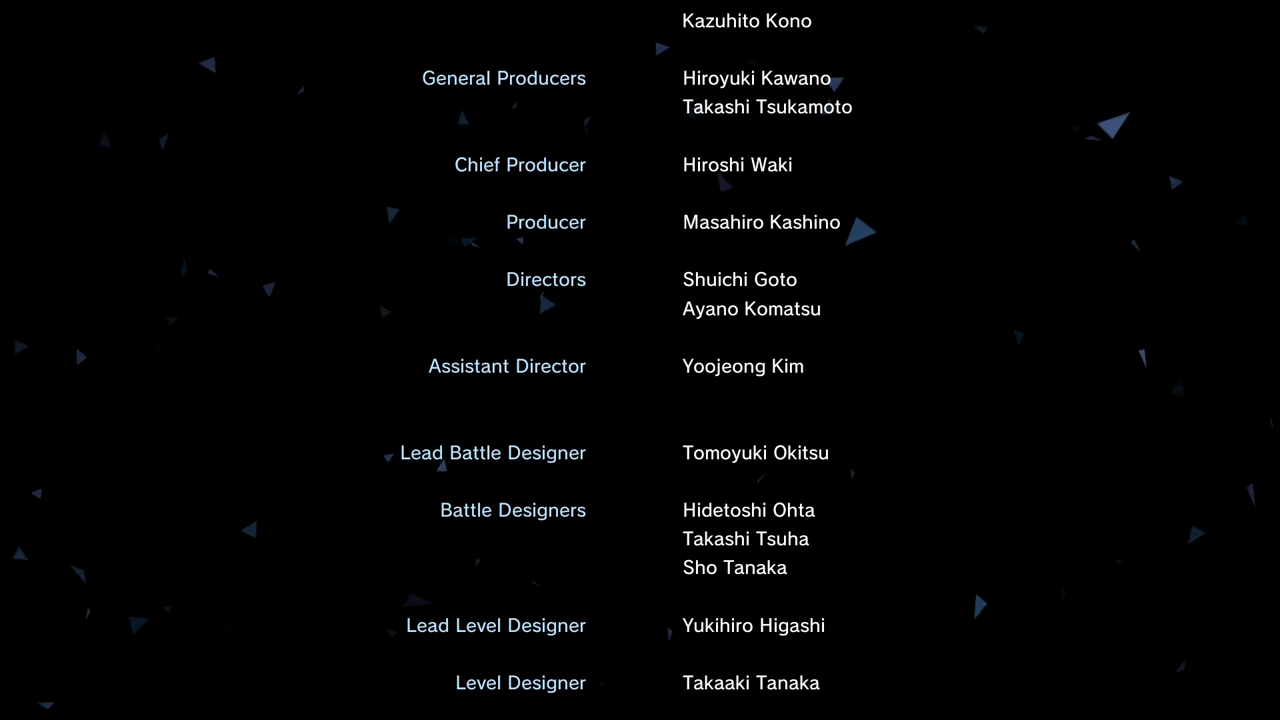 Kazuhito Kono
General Producers Hiroyuki Kawano
Takashi Tsukamoto
Chief Producer Hiroshi Waki
Producer Masahiro Kashino
Directors Shuichi Goto
Ayano Komatsu
Assistant Director Yoojeong Kim
Lead Battle Designer Tomoyuki Okitsu
Battle Designers Hidetoshi Ohta
Takashi Tsuha
Sho Tanaka
Lead Level Designer Yukihiro Higashi
Level Designer Takaaki Tanaka